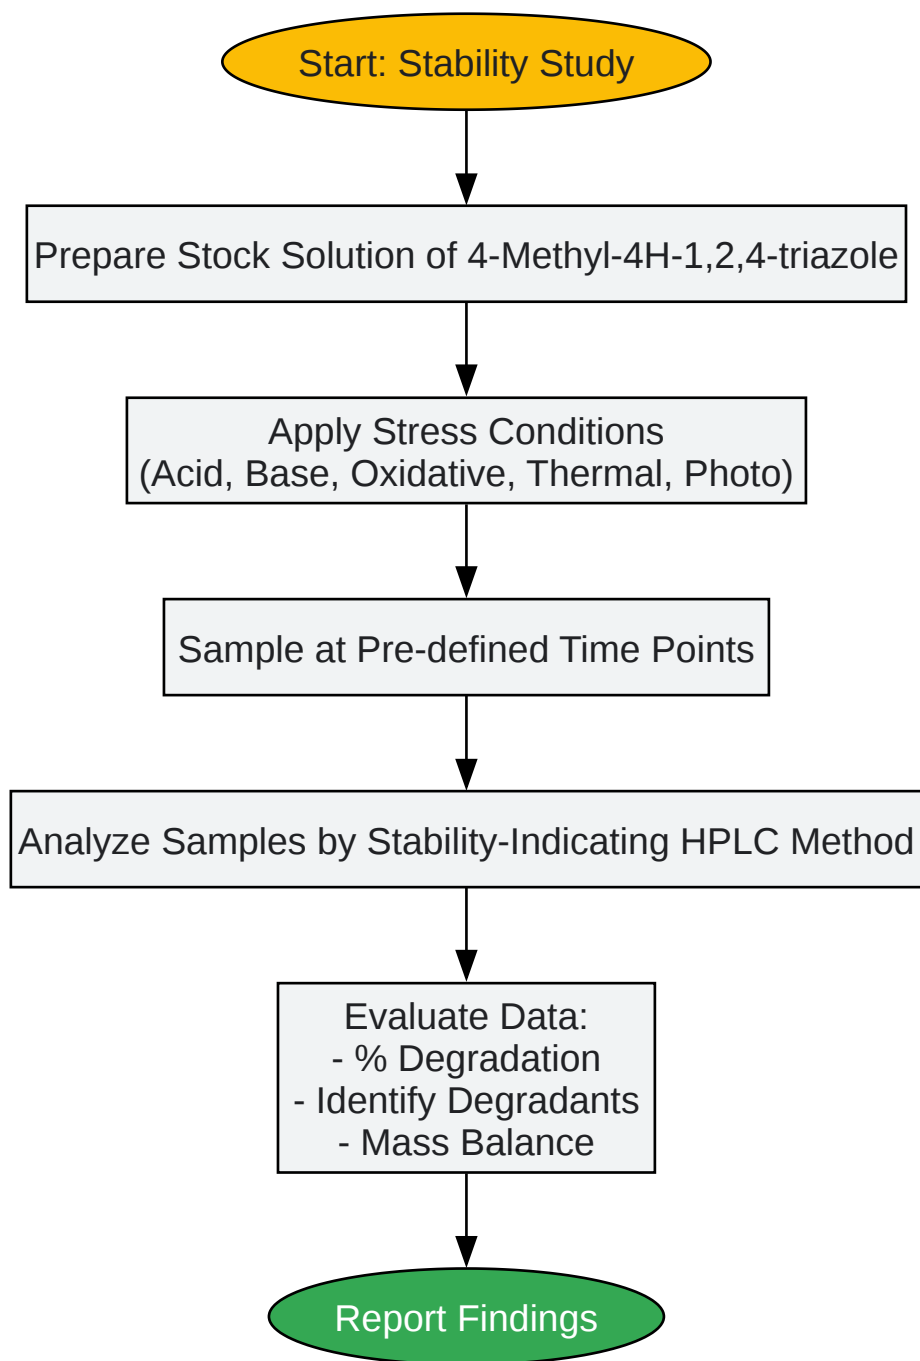 Start: Stability Study
Prepare Stock Solution of 4-Methyl-4H-1,2,4-triazole
Apply Stress Conditions
(Acid, Base, Oxidative, Thermal, Photo)
Sample at Pre-defined Time Points
Analyze Samples by Stability-Indicating HPLC Method
Evaluate Data:
- % Degradation
- Identify Degradants
- Mass Balance
Report Findings